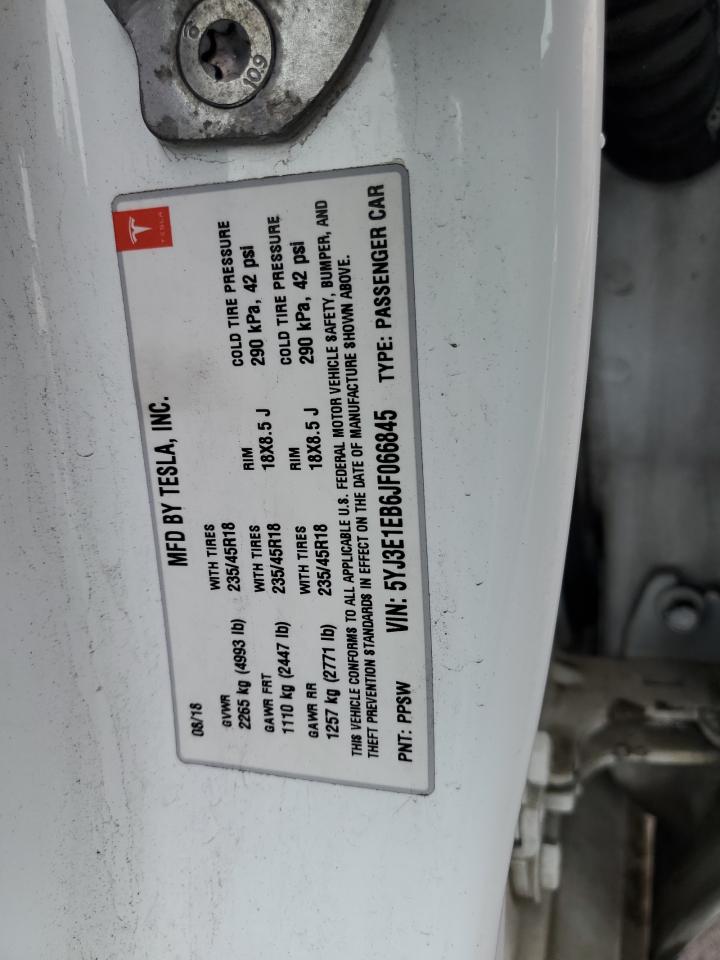 10.9
TESLA
MFD BY TESLA, INC.
08/18
GVWR WITH TIRES RIM COLD TIRE PRESSURE
2265 kg (4993 lb) 235/45R18 18X8.5 J 290 kPa, 42 psi
GAWR FRT WITH TIRES RIM COLD TIRE PRESSURE
1110 kg (2447 lb) 235/45R18 18X8.5 J 290 kPa, 42 psi
GAWR RR WITH TIRES
1257 kg (2771 lb) 235/45R18
THIS VEHICLE CONFORMS TO ALL APPLICABLE U.S. FEDERAL MOTOR VEHICLE SAFETY, BUMPER, AND
THEFT PREVENTION STANDARDS IN EFFECT ON THE DATE OF MANUFACTURE SHOWN ABOVE.
PNT: PPSW VIN: 5YJ3E1EB6JF066845 TYPE: PASSENGER CAR